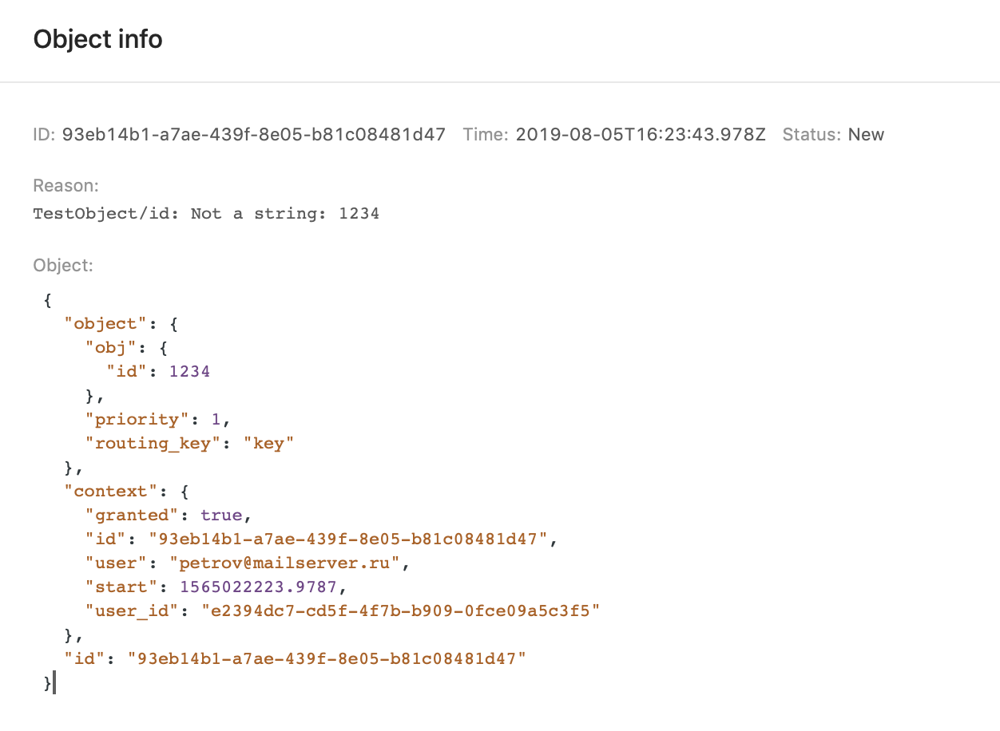 Object info
ID: 93eb14b1-a7ae-439f-8e05-b81c08481d47 Time: 2019-08-05T16:23:43.978Z Status: New
Reason:
TestObject/id: Not a string: 1234
Object:
{
  "object": {
    "obj": {
      "id": 1234
    },
    "priority": 1,
    "routing_key": "key"
  },
  "context": {
    "granted": true,
    "id": "93eb14b1-a7ae-439f-8e05-b81c08481d47",
    "user": "petrov@mailserver.ru",
    "start": 1565022223.9787,
    "user_id": "e2394dc7-cd5f-4f7b-b909-0fce09a5c3f5"
  },
  "id": "93eb14b1-a7ae-439f-8e05-b81c08481d47"
}